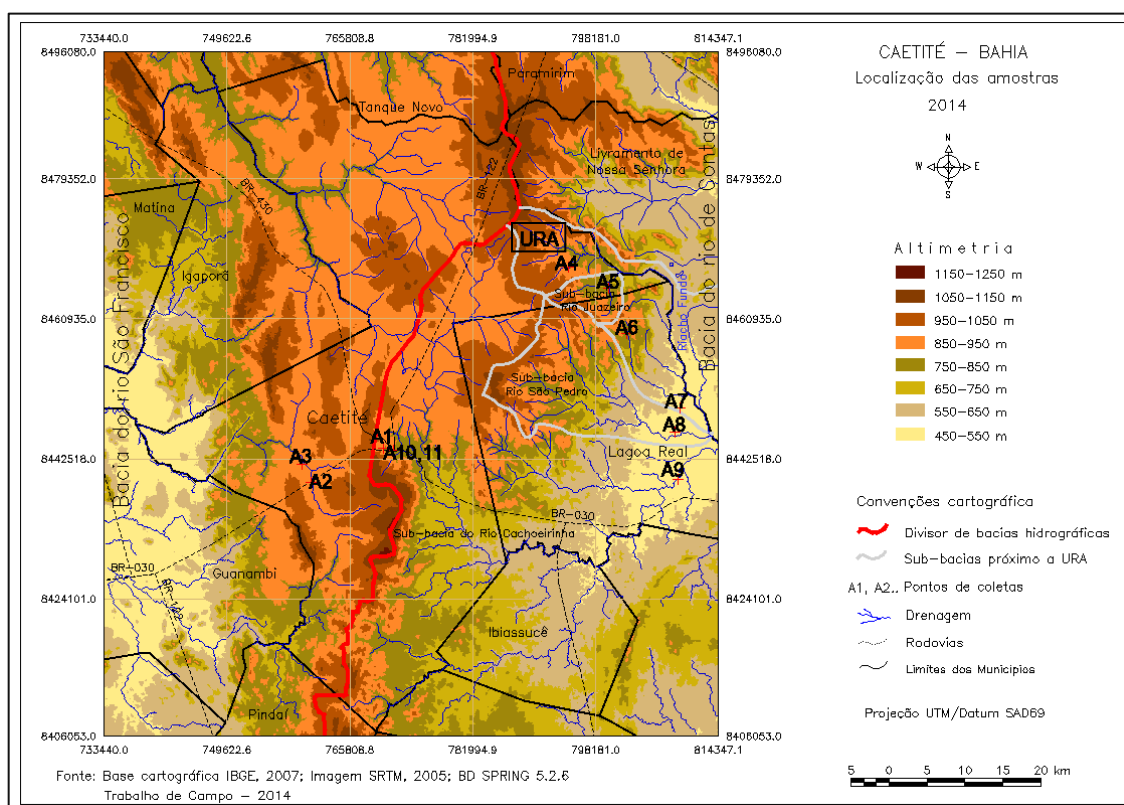 733440.0 749622.6 765808.8 781994.9 798181.0 814347.1
8496080.0 8496080.0
8479352.0 8479352.0
8460935.0 8460935.0
8442518.0 8442518.0
8424101.0 8424101.0
8406053.0 8406053.0
733440.0 749622.6 765808.8 781994.9 798181.0 814347.1
Paramirim
Tanque Novo
Livramento de
Nossa Senhora
BR-122
BR-430
Matina
Igaporã
Bacia do rio São Francisco
Bacia do rio de Contas
URA
A4
A5
Sub-bacia
Rio Juazeiro
A6
Riacho Fundo
Sub-bacia
Rio São Pedro
A7
A8
Caetité
A1
A10,11
A3
A2
Lagoa Real
A9
BR-030
Sub-bacia do Rio Cachoeirinha
BR-030
Guanambi
BR-122
Ibiassucê
Pindaí
Fonte: Base cartográfica IBGE, 2007; Imagem SRTM, 2005; BD SPRING 5.2.6
Trabalho de Campo - 2014
CAETITÉ - BAHIA
Localização das amostras
2014
N
W E
S
Altimetria
1150-1250 m
1050-1150 m
950-1050 m
850-950 m
750-850 m
650-750 m
550-650 m
450-550 m
Convenções cartográfica
Divisor de bacias hidrográficas
Sub-bacias próximo a URA
A1, A2.. Pontos de coletas
Drenagem
Rodovias
Limites dos Municipios
Projeção UTM/Datum SAD69
5 0 5 10 15 20 km